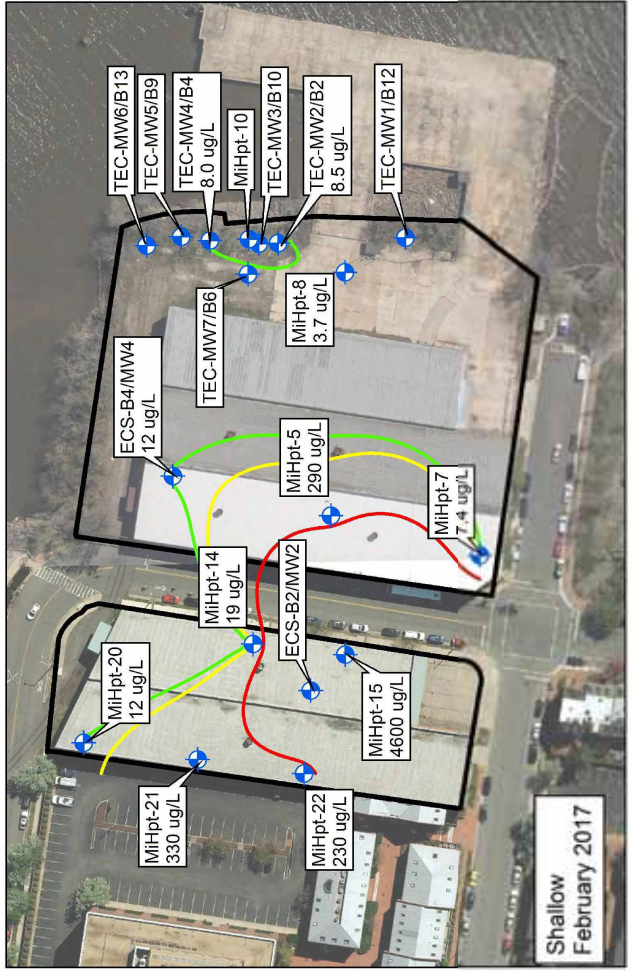 TEC-MW6/B13
TEC-MW5/B9
TEC-MW4/B4
8.0 ug/L
MiHpt-10
TEC-MW3/B10
TEC-MW2/B2
8.5 ug/L
TEC-MW1/B12
TEC-MW7/B6
MiHpt-8
3.7 ug/L
ECS-B4/MW4
12 ug/L
MiHpt-5
290 ug/L
MiHpt-7
7.4 ug/L
MiHpt-14
19 ug/L
ECS-B2/MW2
MiHpt-20
12 ug/L
MiHpt-15
4600 ug/L
MiHpt-21
330 ug/L
MiHpt-22
230 ug/L
Shallow
February 2017